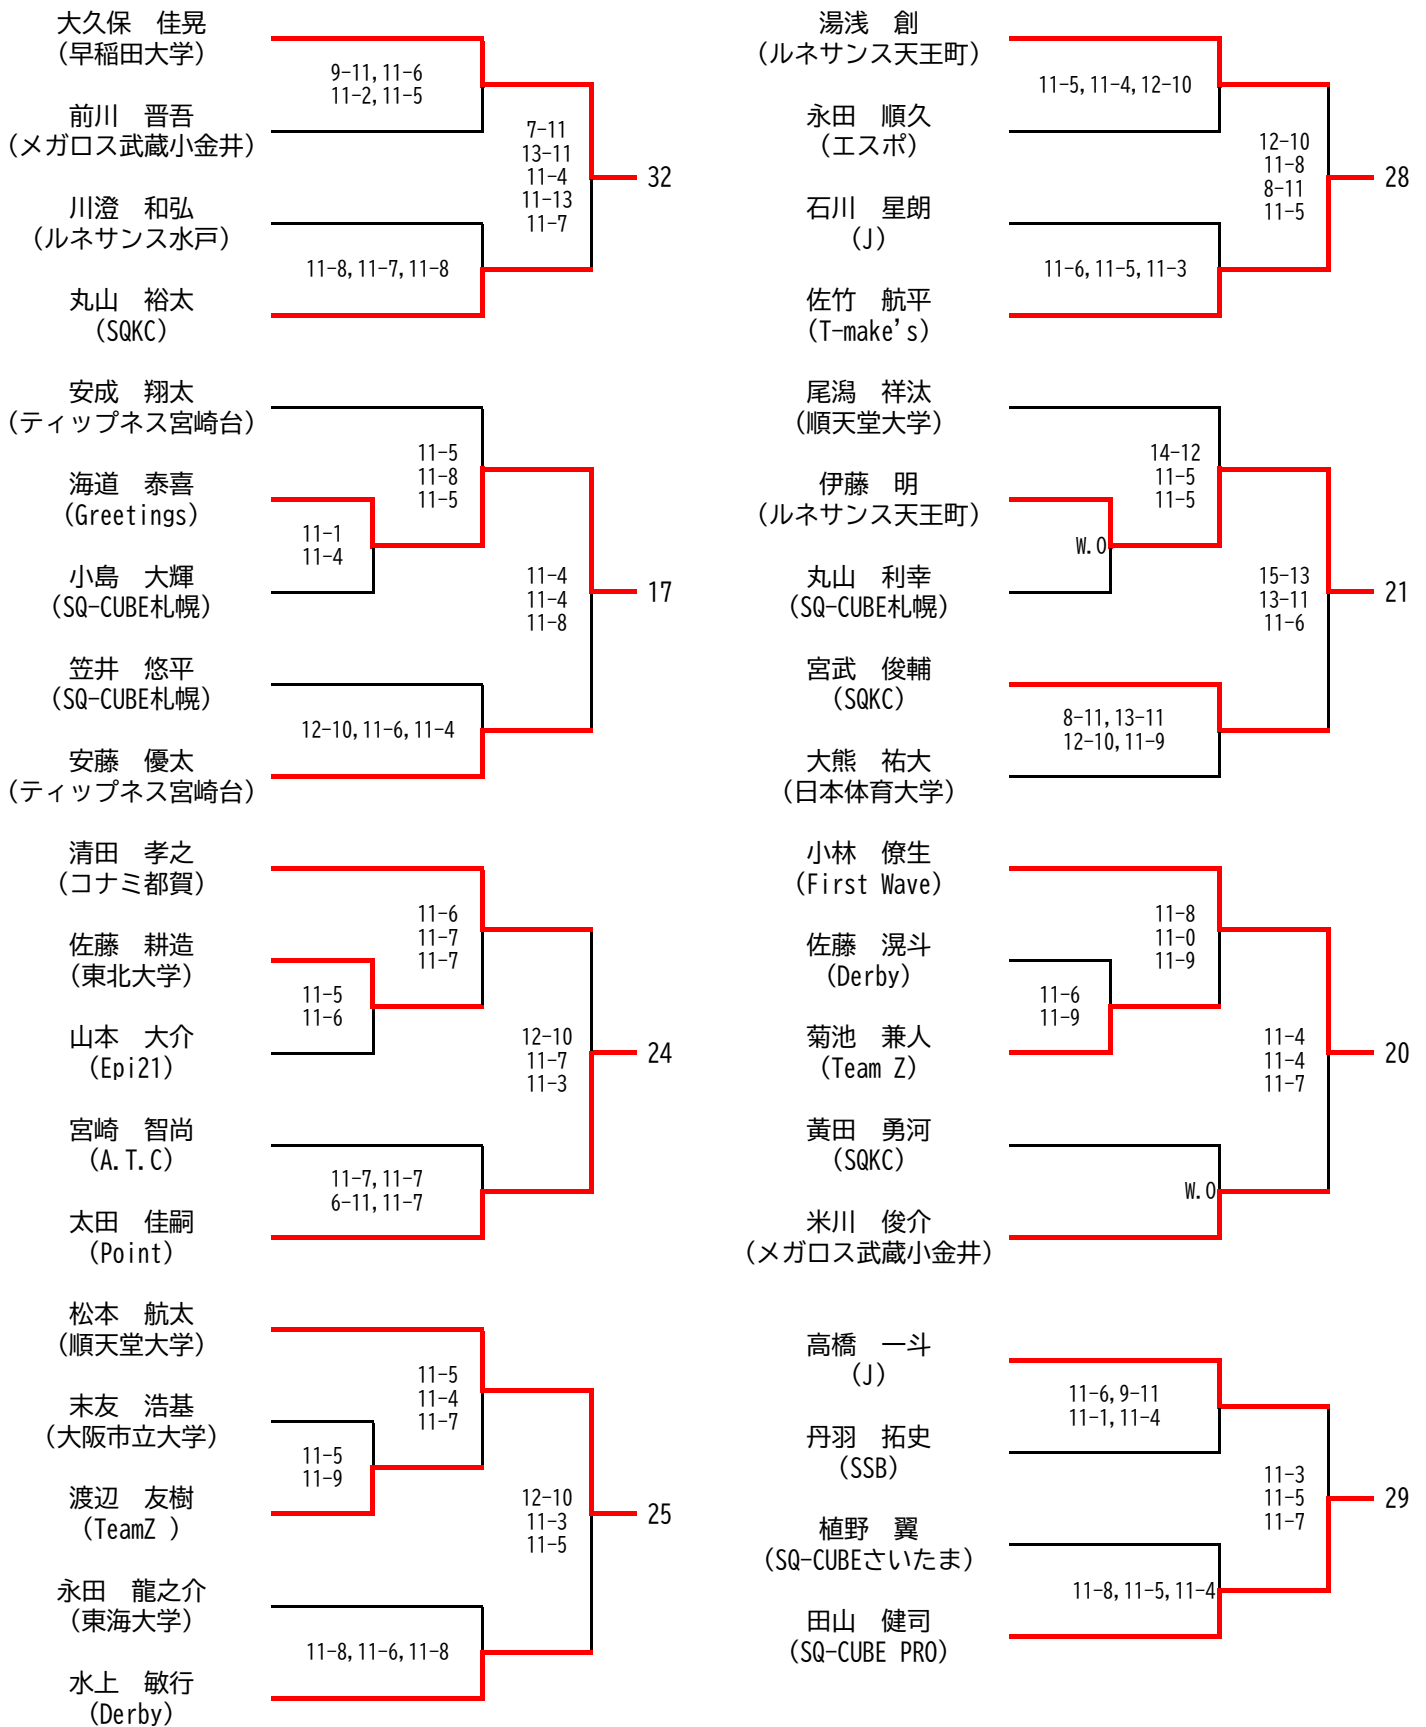 大久保　佳晃
（早稲田大学）
9-11,11-6
11-2,11-5
前川　晋吾
（メガロス武蔵小金井）
7-11
13-11
11-4
11-13
11-7
32
川澄　和弘
（ルネサンス水戸）
11-8,11-7,11-8
丸山　裕太
（SQKC）
安成　翔太
（ティップネス宮崎台）
11-5
11-8
11-5
海道　泰喜
（Greetings）
11-1
11-4
小島　大輝
（SQ-CUBE札幌）
11-4
11-4
11-8
17
笠井　悠平
（SQ-CUBE札幌）
12-10,11-6,11-4
安藤　優太
（ティップネス宮崎台）
清田　孝之
（コナミ都賀）
11-6
11-7
11-7
佐藤　耕造
（東北大学）
11-5
11-6
山本　大介
（Epi21）
12-10
11-7
11-3
24
宮崎　智尚
（A.T.C）
11-7,11-7
6-11,11-7
太田　佳嗣
（Point）
松本　航太
（順天堂大学）
11-5
11-4
11-7
末友　浩基
（大阪市立大学）
11-5
11-9
渡辺　友樹
（TeamZ ）
12-10
11-3
11-5
25
永田　龍之介
（東海大学）
11-8,11-6,11-8
水上　敏行
（Derby）
湯浅　創
（ルネサンス天王町）
11-5,11-4,12-10
永田　順久
（エスポ）
12-10
11-8
8-11
11-5
28
石川　星朗
（J）
11-6,11-5,11-3
佐竹　航平
（T-make's）
尾潟　祥汰
（順天堂大学）
14-12
11-5
11-5
伊藤　明
（ルネサンス天王町）
W.O
丸山　利幸
（SQ-CUBE札幌）
15-13
13-11
11-6
21
宮武　俊輔
（SQKC）
8-11,13-11
12-10,11-9
大熊　祐大
（日本体育大学）
小林　僚生
（First Wave）
11-8
11-0
11-9
佐藤　滉斗
（Derby）
11-6
11-9
菊池　兼人
（Team Z）
11-4
11-4
11-7
20
黃田　勇河
（SQKC）
W.O
米川　俊介
（メガロス武蔵小金井）
高橋　一斗
（J）
11-6,9-11
11-1,11-4
丹羽　拓史
（SSB）
11-3
11-5
11-7
29
植野　翼
（SQ-CUBEさいたま）
11-8,11-5,11-4
田山　健司
（SQ-CUBE PRO）